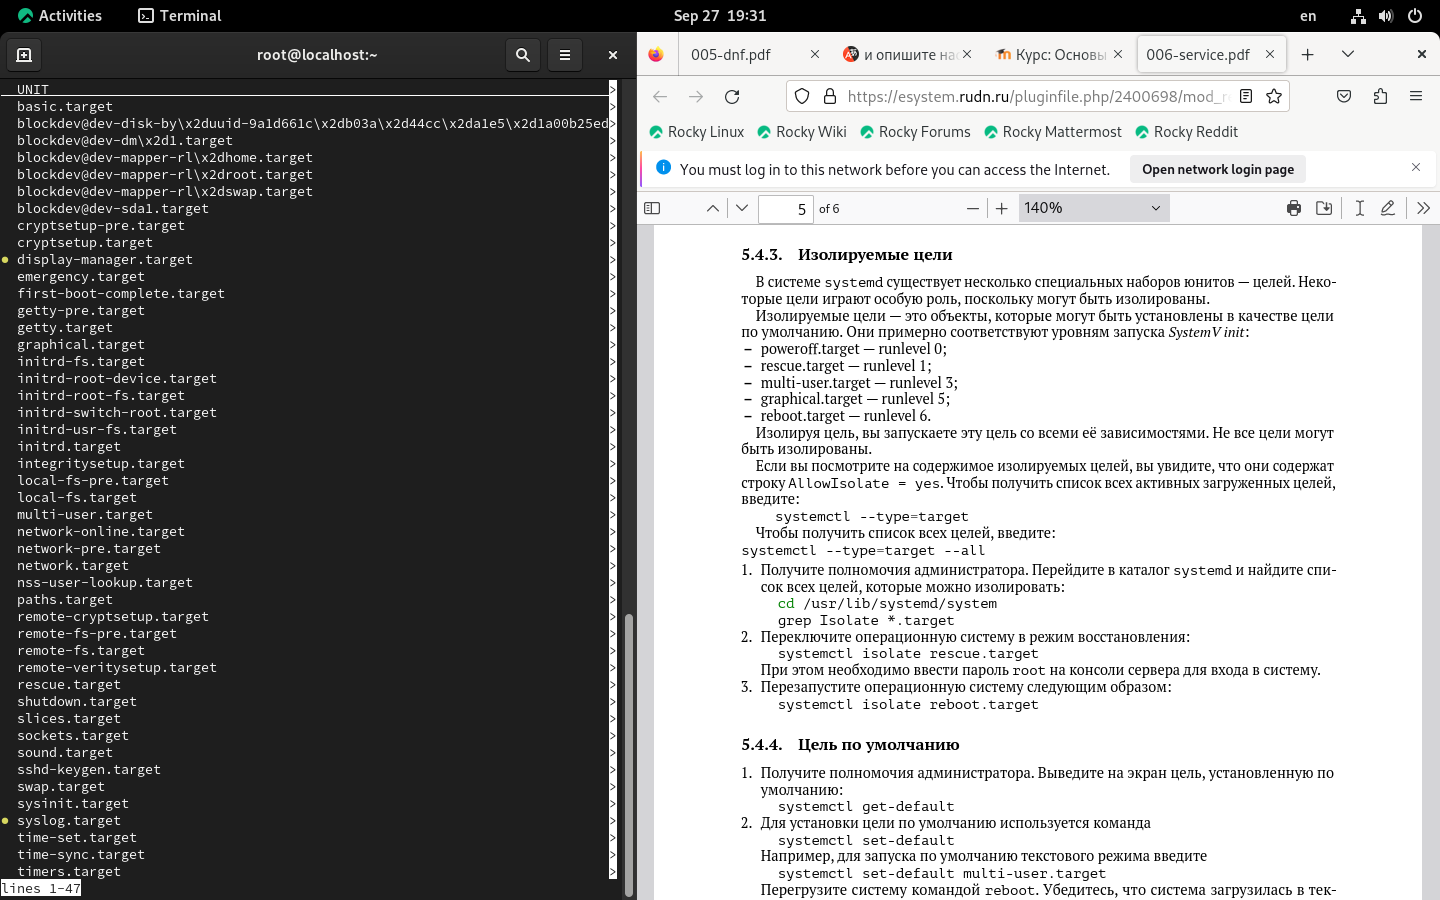 Activities
Terminal
Sep 27 19:31
en
root@localhost:~
UNIT >
basic.target >
blockdev@dev-disk-by\x2duuid-9a1d661c\x2db03a\x2d44cc\x2da1e5\x2d1a00b25ed>
blockdev@dev-dm\x2d1.target >
blockdev@dev-mapper-rl\x2dhome.target >
blockdev@dev-mapper-rl\x2droot.target >
blockdev@dev-mapper-rl\x2dswap.target >
blockdev@dev-sda1.target >
cryptsetup-pre.target >
cryptsetup.target >
● display-manager.target >
emergency.target >
first-boot-complete.target >
getty-pre.target >
getty.target >
graphical.target >
initrd-fs.target >
initrd-root-device.target >
initrd-root-fs.target >
initrd-switch-root.target >
initrd-usr-fs.target >
initrd.target >
integritysetup.target >
local-fs-pre.target >
local-fs.target >
multi-user.target >
network-online.target >
network-pre.target >
network.target >
nss-user-lookup.target >
paths.target >
remote-cryptsetup.target >
remote-fs-pre.target >
remote-fs.target >
remote-veritysetup.target >
rescue.target >
shutdown.target >
slices.target >
sockets.target >
sound.target >
sshd-keygen.target >
swap.target >
sysinit.target >
● syslog.target >
time-set.target >
time-sync.target >
timers.target >
lines 1-47
005-dnf.pdf
и опишите нас
Курс: Основы
006-service.pdf
https://esystem.rudn.ru/pluginfile.php/2400698/mod_r
Rocky Linux
Rocky Wiki
Rocky Forums
Rocky Mattermost
Rocky Reddit
You must log in to this network before you can access the Internet.
Open network login page
5 of 6
140%
5.4.3. Изолируемые цели
В системе systemd существует несколько специальных наборов юнитов — целей. Неко-
торые цели играют особую роль, поскольку могут быть изолированы.
Изолируемые цели — это объекты, которые могут быть установлены в качестве цели
по умолчанию. Они примерно соответствуют уровням запуска SystemV init:
– poweroff.target — runlevel 0;
– rescue.target — runlevel 1;
– multi-user.target — runlevel 3;
– graphical.target — runlevel 5;
– reboot.target — runlevel 6.
Изолируя цель, вы запускаете эту цель со всеми её зависимостями. Не все цели могут
быть изолированы.
Если вы посмотрите на содержимое изолируемых целей, вы увидите, что они содержат
строку AllowIsolate = yes. Чтобы получить список всех активных загруженных целей,
введите:
systemctl --type=target
Чтобы получить список всех целей, введите:
systemctl --type=target --all
1. Получите полномочия администратора. Перейдите в каталог systemd и найдите спи-
сок всех целей, которые можно изолировать:
cd /usr/lib/systemd/system
grep Isolate *.target
2. Переключите операционную систему в режим восстановления:
systemctl isolate rescue.target
При этом необходимо ввести пароль root на консоли сервера для входа в систему.
3. Перезапустите операционную систему следующим образом:
systemctl isolate reboot.target
5.4.4. Цель по умолчанию
1. Получите полномочия администратора. Выведите на экран цель, установленную по
умолчанию:
systemctl get-default
2. Для установки цели по умолчанию используется команда
systemctl set-default
Например, для запуска по умолчанию текстового режима введите
systemctl set-default multi-user.target
Перегрузите систему командой reboot. Убедитесь, что система загрузилась в тек-